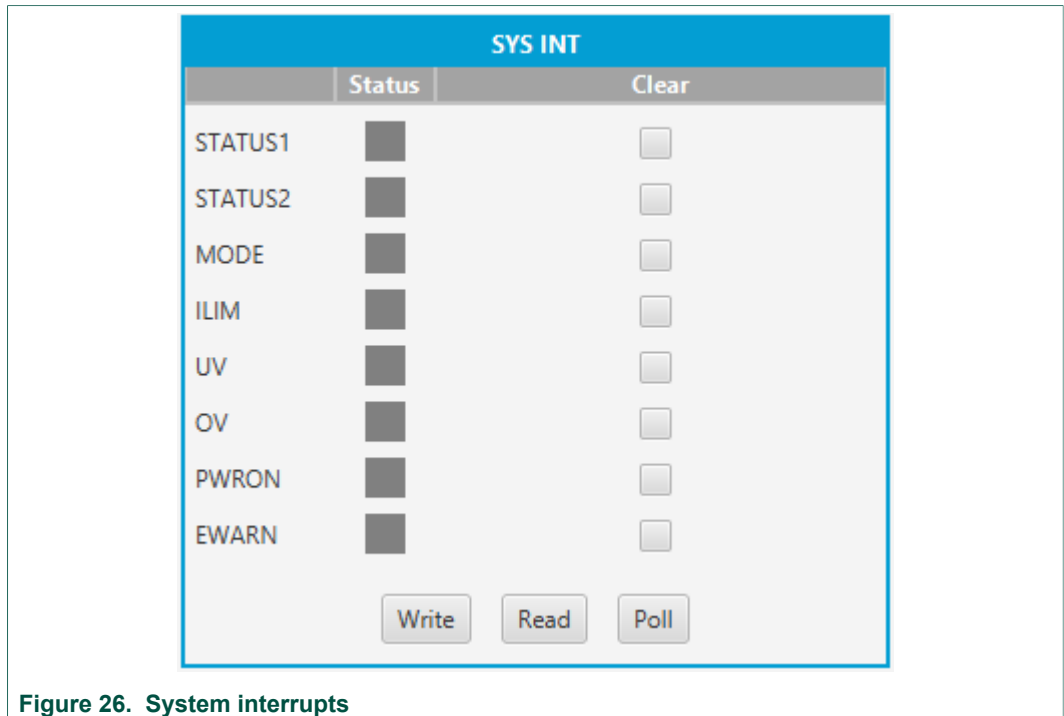 SYS INT
Status Clear
STATUS1
STATUS2
MODE
ILIM
UV
OV
PWRON
EWARN
Write Read Poll
Figure 26. System interrupts